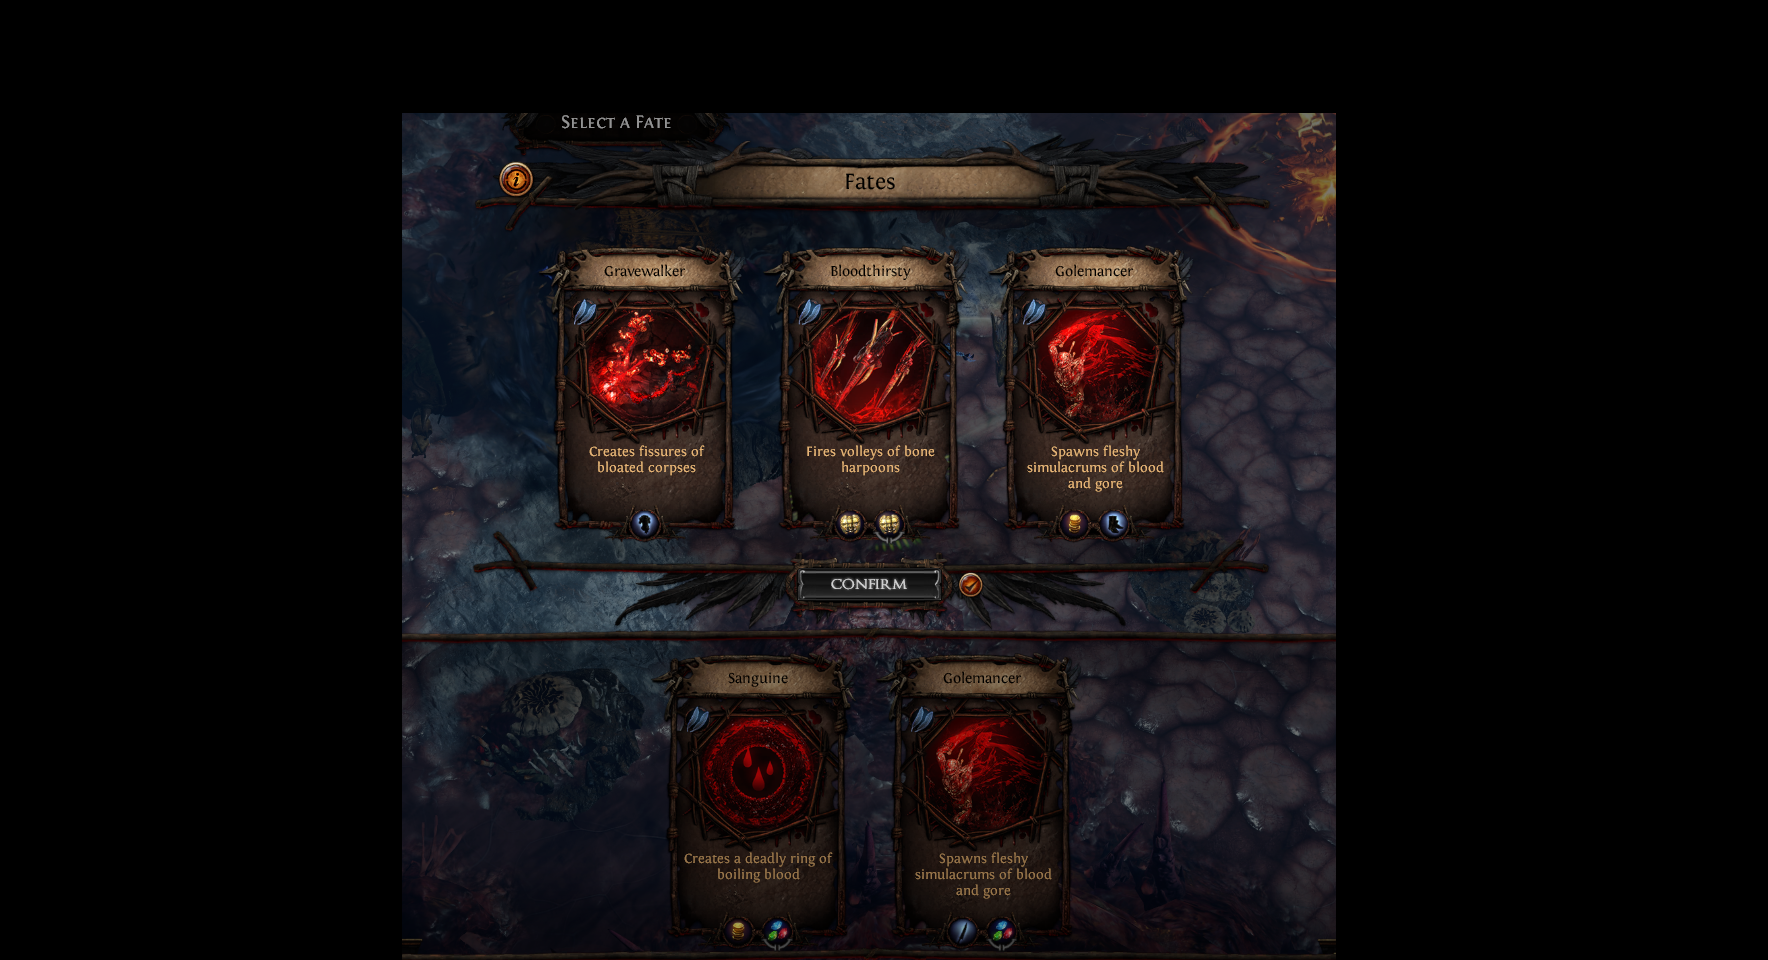 Select a Fate
Fates
Gravewalker
Bloodthirsty
Golemancer
Creates fissures of
bloated corpses
Fires volleys of bone
harpoons
Spawns fleshy
simulacrums of blood
and gore
CONFIRM
Sanguine
Golemancer
Creates a deadly ring of
boiling blood
Spawns fleshy
simulacrums of blood
and gore